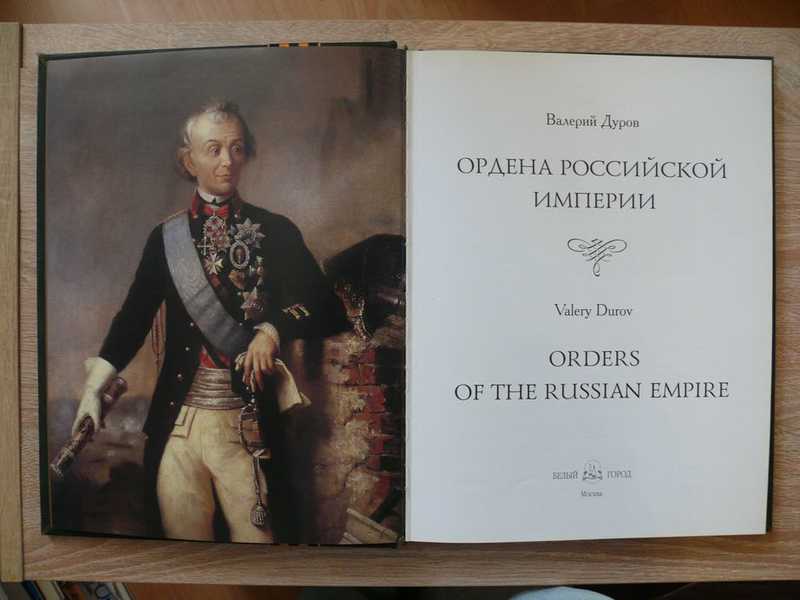 Валерий Дуров
ОРДЕНА РОССИЙСКОЙ
ИМПЕРИИ
Valery Durov
ORDERS
OF THE RUSSIAN EMPIRE
БЕЛЫЙ ГОРОД
Москва